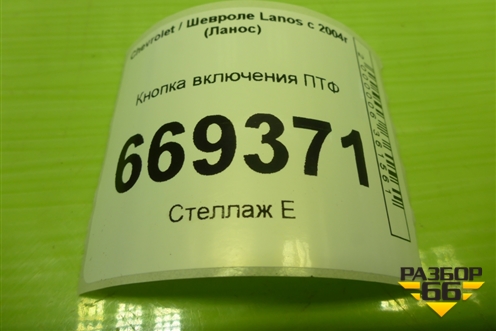 Chevrolet / Шевроле Lanos с 2004г
(Ланос)
Кнопка включения ПТФ
669371
Стеллаж Е
РАЗБОР
66